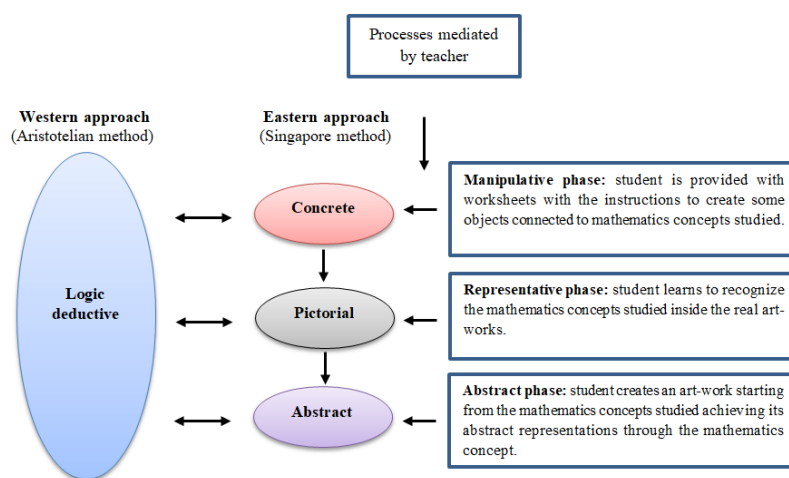 Processes mediated
by teacher
Western approach
(Aristotelian method)
Eastern approach
(Singapore method)
Manipulative phase: student is provided with
worksheets with the instructions to create some
objects connected to mathematics concepts studied.
Concrete
Logic
deductive
Pictorial
Representative phase: student learns to recognize
the mathematics concepts studied inside the real art-
works.
Abstract
Abstract phase: student creates an art-work starting
from the mathematics concepts studied achieving its
abstract representations through the mathematics
concept.